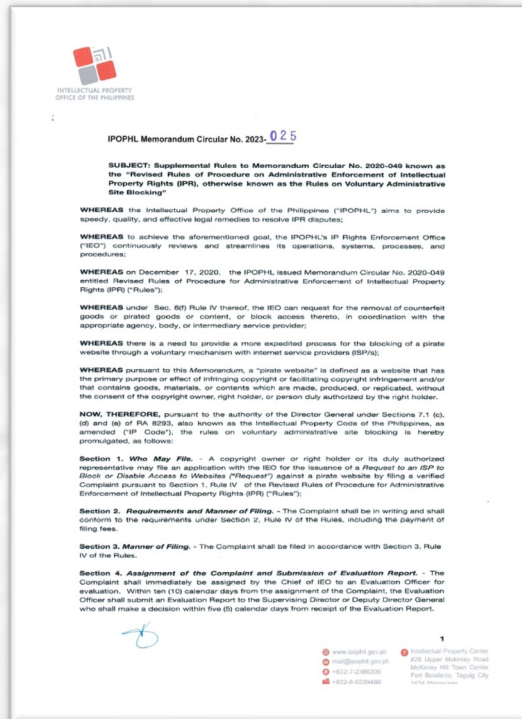 INTELLECTUAL PROPERTY
OFFICE OF THE PHILIPPINES
IPOPHL Memorandum Circular No. 2023-025
SUBJECT: Supplemental Rules to Memorandum Circular No. 2020-049 known as
the "Revised Rules of Procedure on Administrative Enforcement of Intellectual
Property Rights (IPR), otherwise known as the Rules on Voluntary Administrative
Site Blocking"
WHEREAS the Intellectual Property Office of the Philippines ("IPOPHL") aims to provide
speedy, quality, and effective legal remedies to resolve IPR disputes;
WHEREAS to achieve the aforementioned goal, the IPOPHL's IP Rights Enforcement Office
("IEO") continuously reviews and streamlines its operations, systems, processes, and
procedures;
WHEREAS on December 17, 2020, the IPOPHL issued Memorandum Circular No. 2020-049
entitled Revised Rules of Procedure for Administrative Enforcement of Intellectual Property
Rights (IPR) ("Rules");
WHEREAS under Sec. 6(f) Rule IV thereof, the IEO can request for the removal of counterfeit
goods or pirated goods or content, or block access thereto, in coordination with the
appropriate agency, body, or intermediary service provider;
WHEREAS there is a need to provide a more expedited process for the blocking of a pirate
website through a voluntary mechanism with internet service providers (ISP/s);
WHEREAS pursuant to this Memorandum, a "pirate website" is defined as a website that has
the primary purpose or effect of infringing copyright or facilitating copyright infringement and/or
that contains goods, materials, or contents which are made, produced, or replicated, without
the consent of the copyright owner, right holder, or person duly authorized by the right holder.
NOW, THEREFORE, pursuant to the authority of the Director General under Sections 7.1 (c),
(d) and (e) of RA 8293, also known as the Intellectual Property Code of the Philippines, as
amended ("IP Code"), the rules on voluntary administrative site blocking is hereby
promulgated, as follows:
Section 1. Who May File. - A copyright owner or right holder or its duly authorized
representative may file an application with the IEO for the issuance of a Request to an ISP to
Block or Disable Access to Websites ("Request") against a pirate website by filing a verified
Complaint pursuant to Section 1, Rule IV of the Revised Rules of Procedure for Administrative
Enforcement of Intellectual Property Rights (IPR) ("Rules");
Section 2. Requirements and Manner of Filing. - The Complaint shall be in writing and shall
conform to the requirements under Section 2, Rule IV of the Rules, including the payment of
filing fees.
Section 3. Manner of Filing. - The Complaint shall be filed in accordance with Section 3, Rule
IV of the Rules.
Section 4. Assignment of the Complaint and Submission of Evaluation Report. - The
Complaint shall immediately be assigned by the Chief of IEO to an Evaluation Officer for
evaluation. Within ten (10) calendar days from the assignment of the Complaint, the Evaluation
Officer shall submit an Evaluation Report to the Supervising Director or Deputy Director General
who shall make a decision within five (5) calendar days from receipt of the Evaluation Report.
1
www.ipophil.gov.ph
mail@ipophil.gov.ph
+632-7-2386300
+632-8-5539480
Intellectual Property Center
#28 Upper McKinley Road
McKinley Hill Town Center
Fort Bonifacio, Taguig City